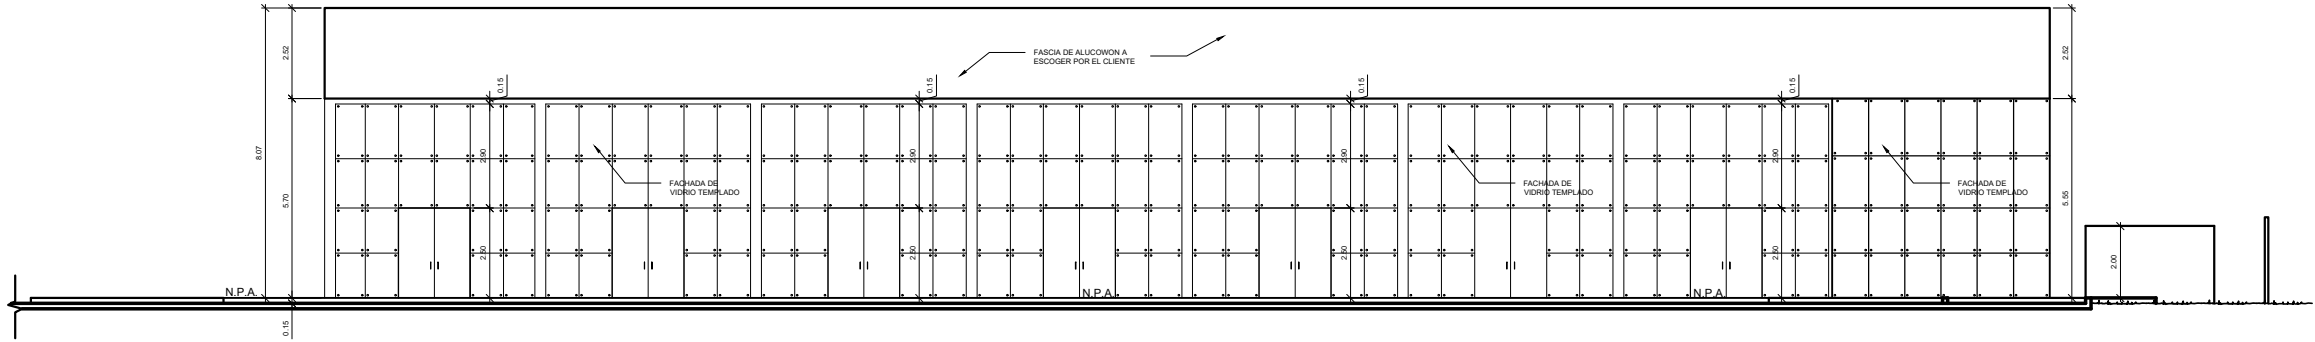 2.52
8.07
5.70
0.15
FASCIA DE ALUCOWON A
ESCOGER POR EL CLIENTE
0.15
0.15
0.15
0.15
2.52
2.90
2.90
2.90
2.90
FACHADA DE
VIDRIO TEMPLADO
FACHADA DE
VIDRIO TEMPLADO
FACHADA DE
VIDRIO TEMPLADO
5.55
2.50
2.50
2.50
2.50
2.00
N.P.A.
N.P.A.
N.P.A.